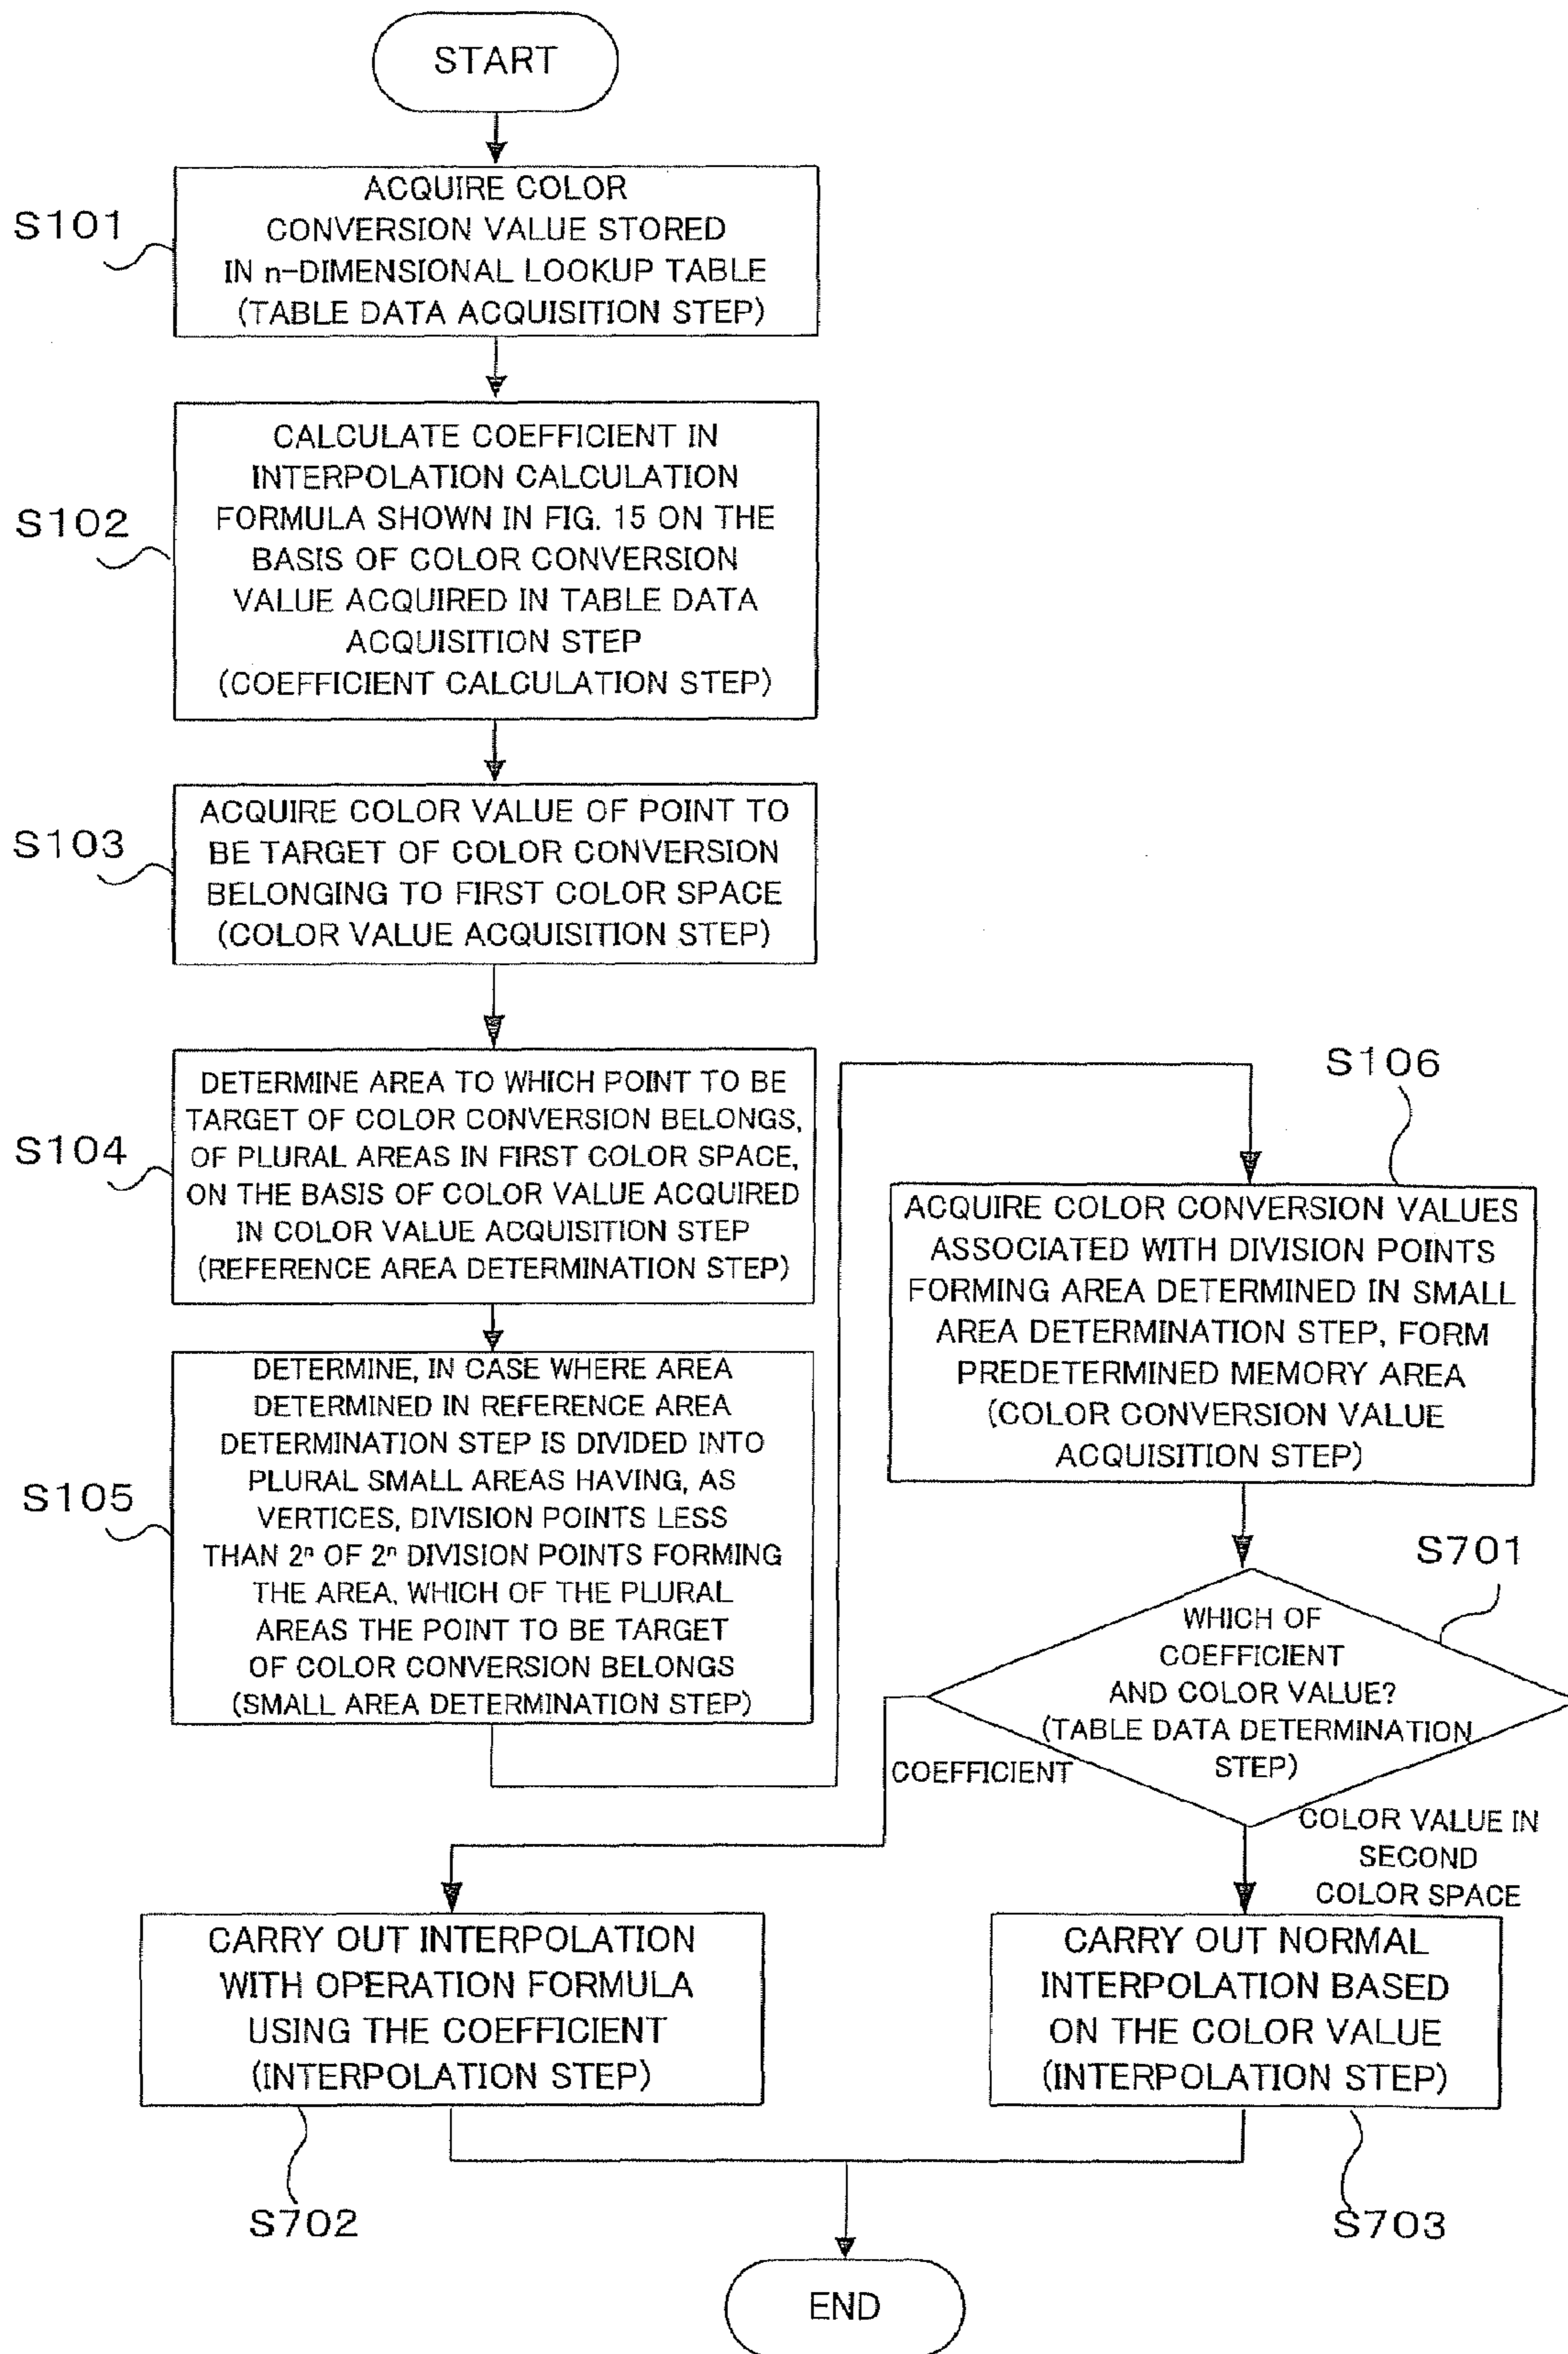 START
S101
ACQUIRE COLOR
CONVERSION VALUE STORED
IN n-DIMENSIONAL LOOKUP TABLE
(TABLE DATA ACQUISITION STEP)
S102
CALCULATE COEFFICIENT IN
INTERPOLATION CALCULATION
FORMULA SHOWN IN FIG. 15 ON THE
BASIS OF COLOR CONVERSION
VALUE ACQUIRED IN TABLE DATA
ACQUISITION STEP
(COEFFICIENT CALCULATION STEP)
S103
ACQUIRE COLOR VALUE OF POINT TO
BE TARGET OF COLOR CONVERSION
BELONGING TO FIRST COLOR SPACE
(COLOR VALUE ACQUISITION STEP)
S104
DETERMINE AREA TO WHICH POINT TO BE
TARGET OF COLOR CONVERSION BELONGS,
OF PLURAL AREAS IN FIRST COLOR SPACE,
ON THE BASIS OF COLOR VALUE ACQUIRED
IN COLOR VALUE ACQUISITION STEP
(REFERENCE AREA DETERMINATION STEP)
S105
DETERMINE, IN CASE WHERE AREA
DETERMINED IN REFERENCE AREA
DETERMINATION STEP IS DIVIDED INTO
PLURAL SMALL AREAS HAVING, AS
VERTICES, DIVISION POINTS LESS
THAN 2ⁿ OF 2ⁿ DIVISION POINTS FORMING
THE AREA, WHICH OF THE PLURAL
AREAS THE POINT TO BE TARGET
OF COLOR CONVERSION BELONGS
(SMALL AREA DETERMINATION STEP)
S106
ACQUIRE COLOR CONVERSION VALUES
ASSOCIATED WITH DIVISION POINTS
FORMING AREA DETERMINED IN SMALL
AREA DETERMINATION STEP, FORM
PREDETERMINED MEMORY AREA
(COLOR CONVERSION VALUE
ACQUISITION STEP)
S701
WHICH OF
COEFFICIENT
AND COLOR VALUE?
(TABLE DATA DETERMINATION
STEP)
COEFFICIENT
COLOR VALUE IN
SECOND
COLOR SPACE
CARRY OUT INTERPOLATION
WITH OPERATION FORMULA
USING THE COEFFICIENT
(INTERPOLATION STEP)
S702
CARRY OUT NORMAL
INTERPOLATION BASED
ON THE COLOR VALUE
(INTERPOLATION STEP)
S703
END